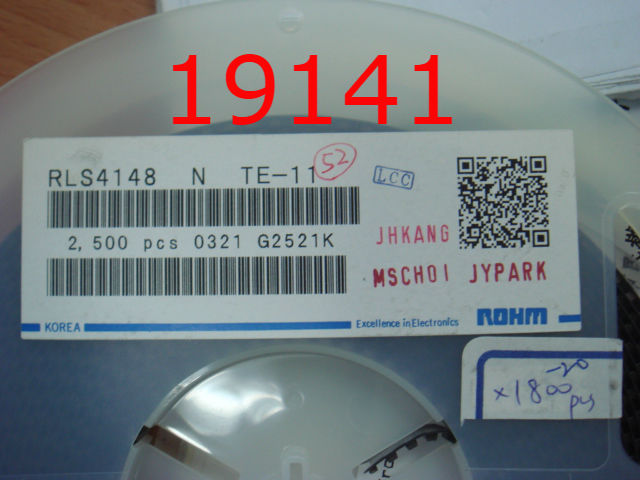 19141
RLS4148 N TE-11 52
LCC
2,500 pcs 0321 G2521K
JHKANG
MSCHOI JYPARK
KOREA Excellence in Electronics ROHM
-20
×1800 pcs